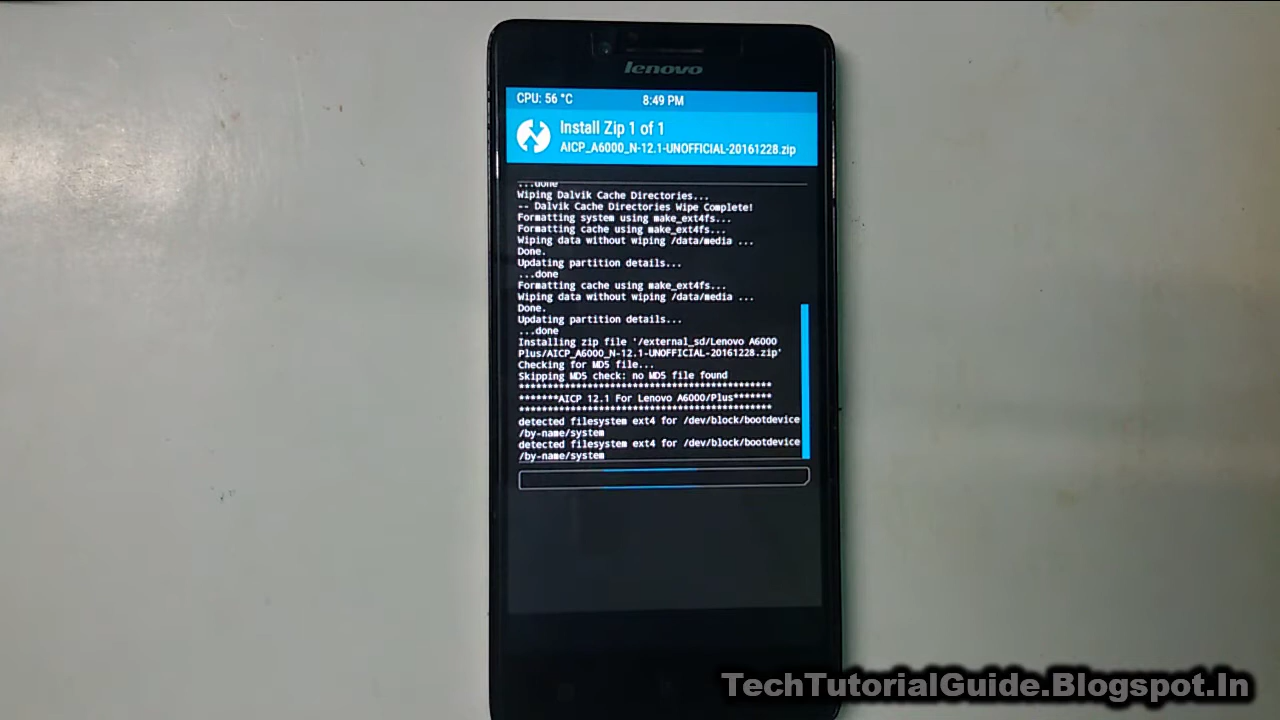 lenovo
CPU: 56 °C 8:49 PM
Install Zip 1 of 1
AICP_A6000_N-12.1-UNOFFICIAL-20161228.zip
...done
Wiping Dalvik Cache Directories...
-- Dalvik Cache Directories Wipe Complete!
Formatting system using make_ext4fs...
Formatting cache using make_ext4fs...
Wiping data without wiping /data/media ...
Done.
Updating partition details...
...done
Formatting cache using make_ext4fs...
Wiping data without wiping /data/media ...
Done.
Updating partition details...
...done
Installing zip file '/external_sd/Lenovo A6000
Plus/AICP_A6000_N-12.1-UNOFFICIAL-20161228.zip'
Checking for MD5 file...
Skipping MD5 check: no MD5 file found
********************************************
*******AICP 12.1 For Lenovo A6000/Plus*******
********************************************
detected filesystem ext4 for /dev/block/bootdevice
/by-name/system
detected filesystem ext4 for /dev/block/bootdevice
/by-name/system
TechTutorialGuide.Blogspot.In